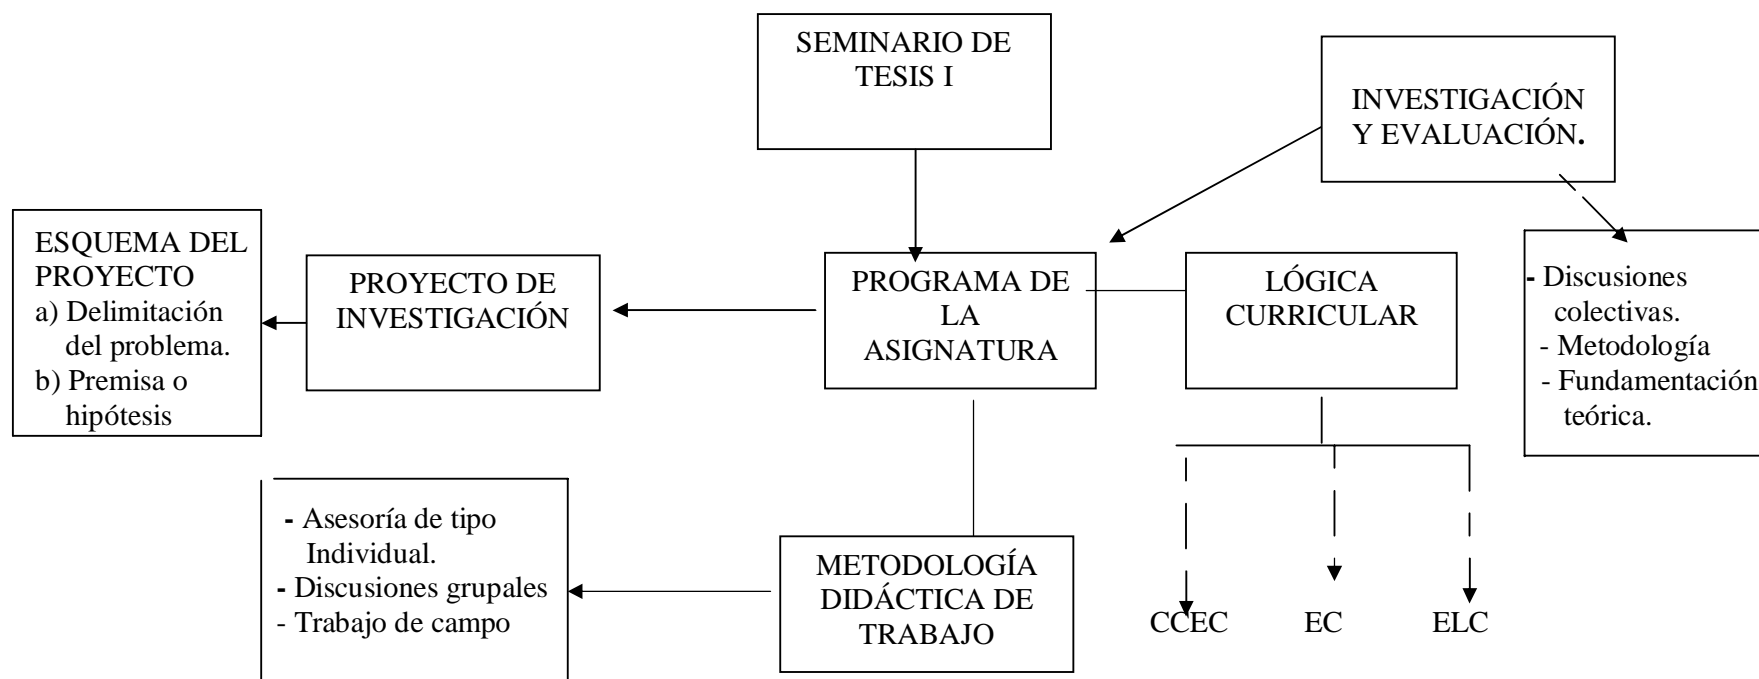 SEMINARIO DE
TESIS I
INVESTIGACIÓN
Y EVALUACIÓN.
ESQUEMA DEL
PROYECTO
a) Delimitación
del problema.
b) Premisa o
hipótesis
PROYECTO DE
INVESTIGACIÓN
PROGRAMA DE
LA
ASIGNATURA
LÓGICA
CURRICULAR
- Discusiones
colectivas.
- Metodología
- Fundamentación
teórica.
- Asesoría de tipo
Individual.
- Discusiones grupales
- Trabajo de campo
METODOLOGÍA
DIDÁCTICA DE
TRABAJO
CCEC
EC
ELC